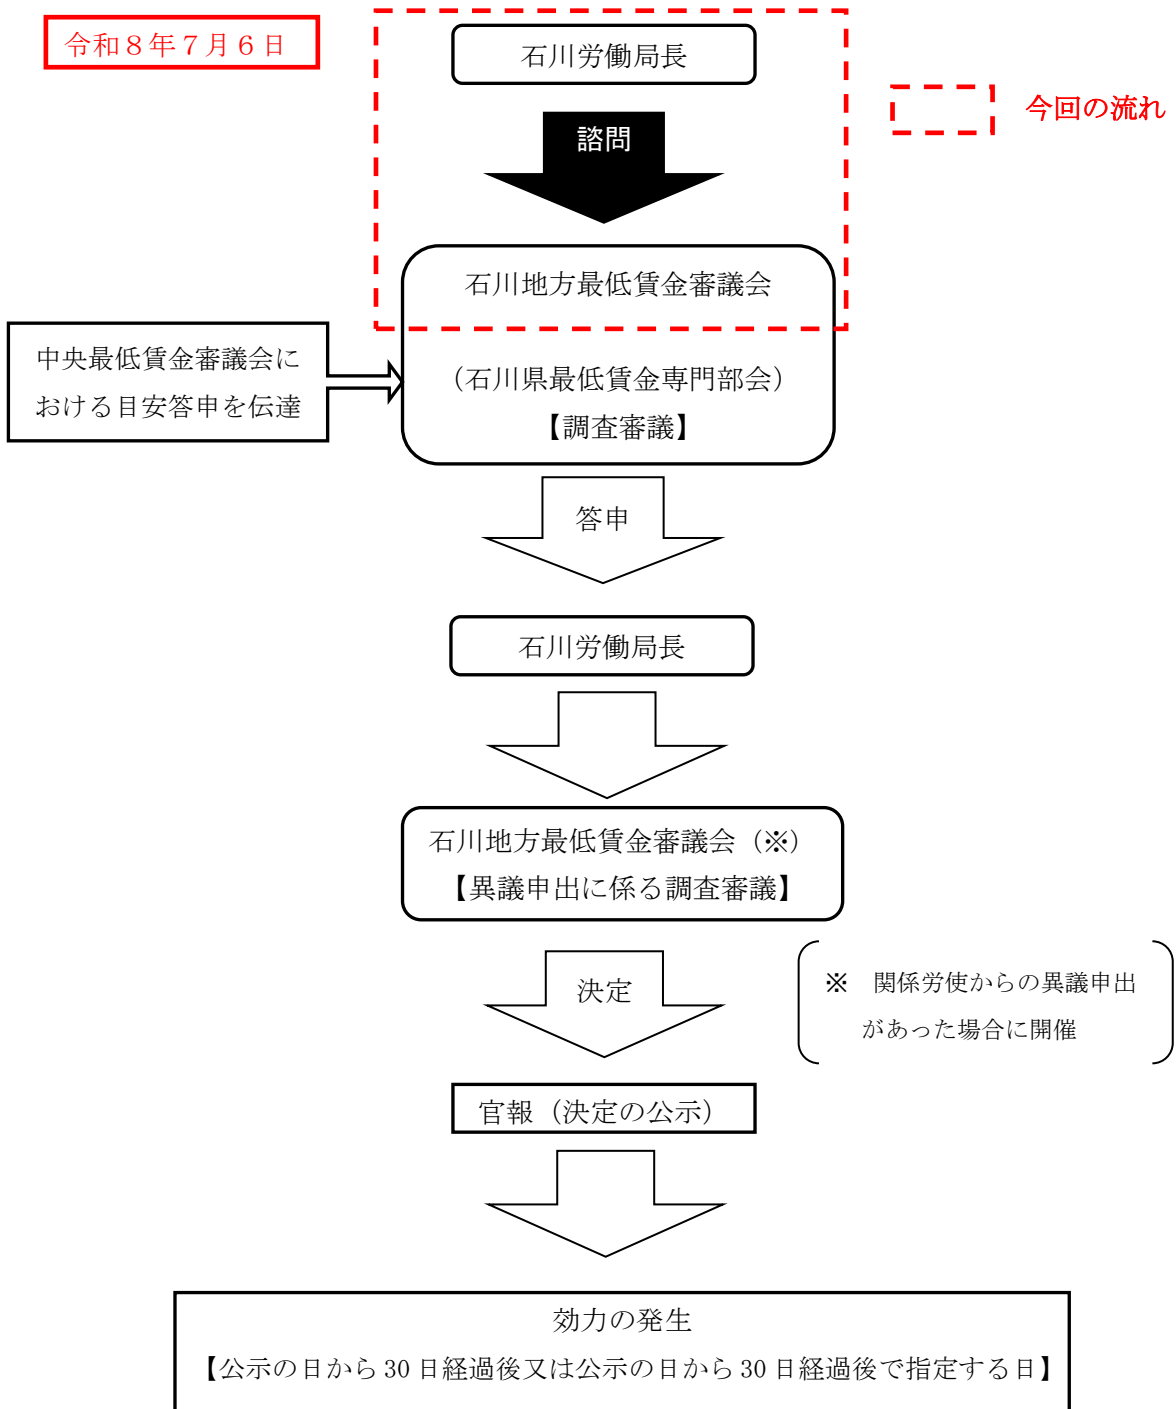 令和８年７月６日
石川労働局長
今回の流れ
諮問
石川地方最低賃金審議会
中央最低賃金審議会に
おける目安答申を伝達
（石川県最低賃金専門部会）
【調査審議】
答申
石川労働局長
石川地方最低賃金審議会（※）
【異議申出に係る調査審議】
決定
※　関係労使からの異議申出
があった場合に開催
官報（決定の公示）
効力の発生
【公示の日から 30 日経過後又は公示の日から 30 日経過後で指定する日】